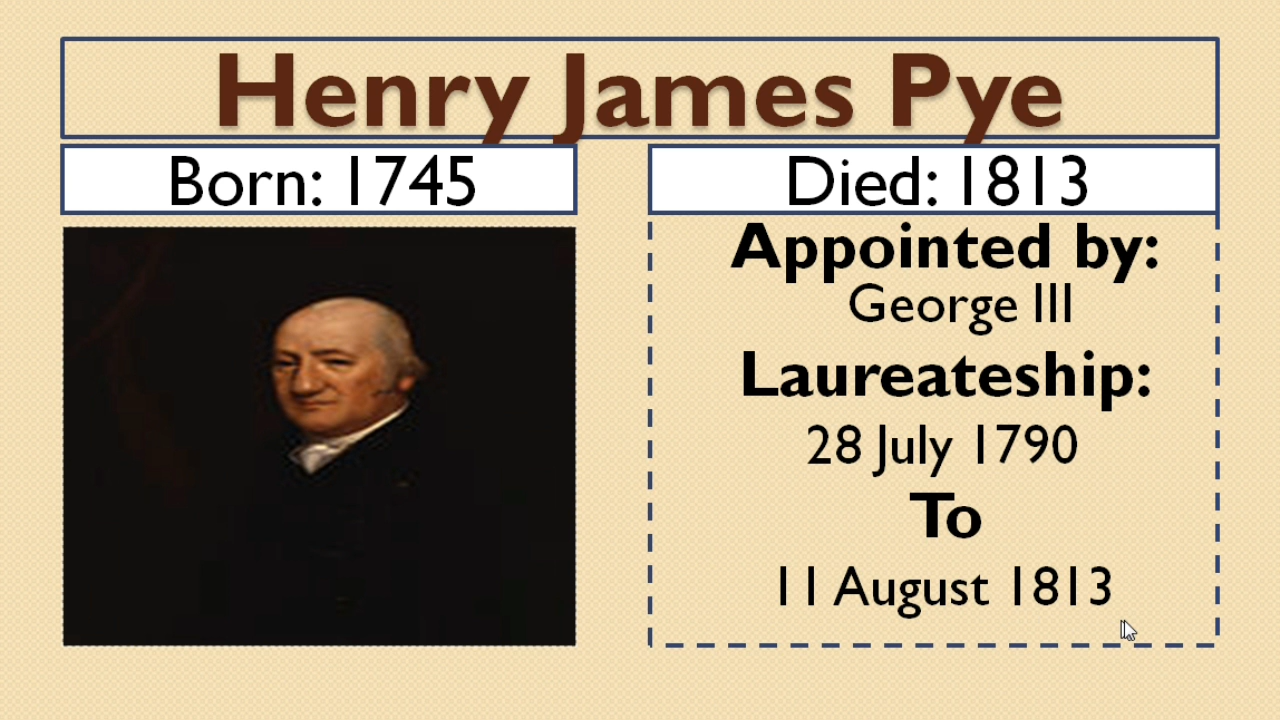 Henry James Pye
Born: 1745
Died: 1813
Appointed by:
George III
Laureateship:
28 July 1790
To
11 August 1813